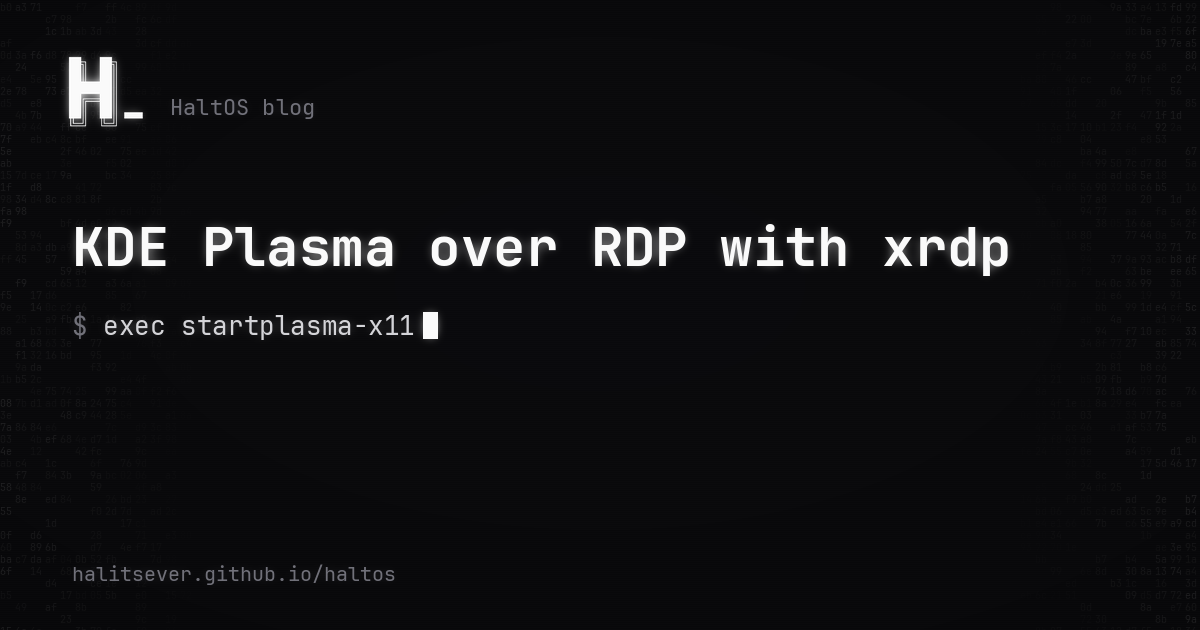 H_
HaltOS blog
KDE Plasma over RDP with xrdp
$ exec startplasma-x11
halitsever.github.io/haltos